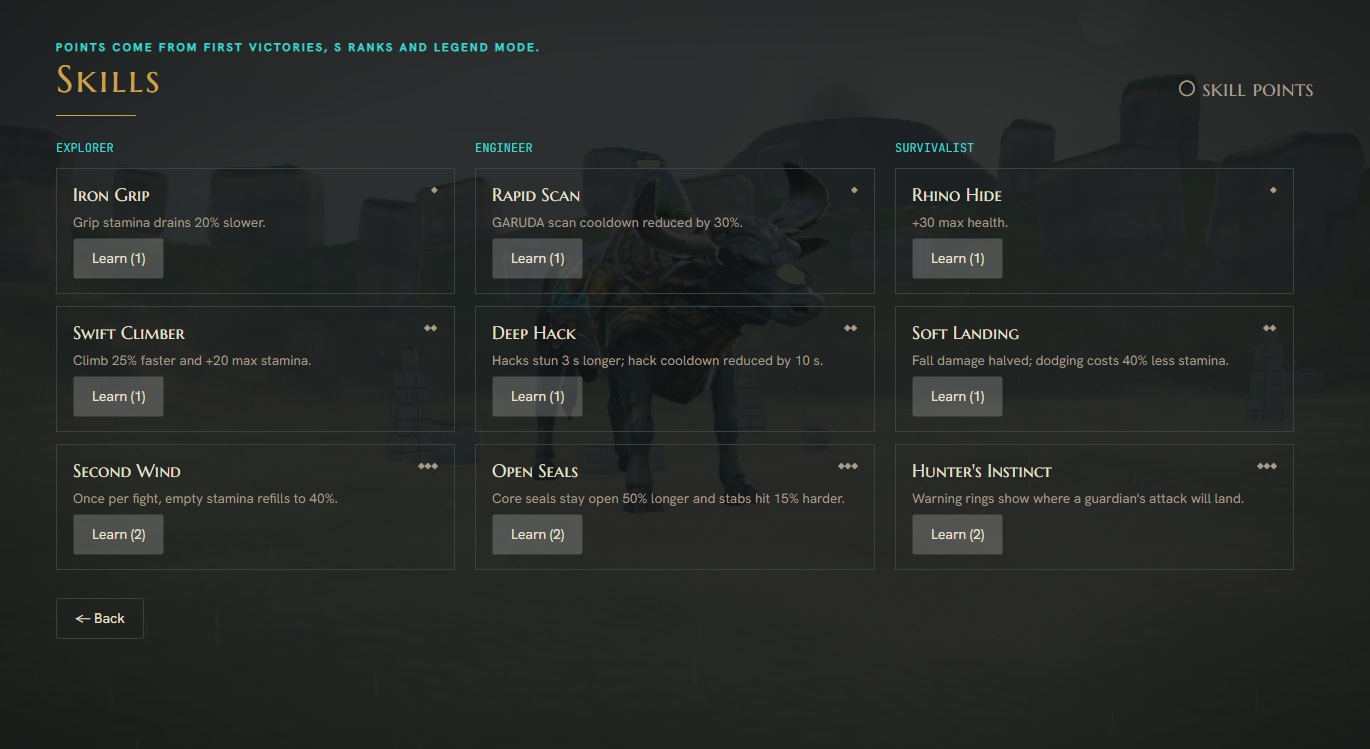 POINTS COME FROM FIRST VICTORIES, S RANKS AND LEGEND MODE.
Skills
0 SKILL POINTS
EXPLORER
Iron Grip
Grip stamina drains 20% slower.
Learn (1)
Swift Climber
Climb 25% faster and +20 max stamina.
Learn (1)
Second Wind
Once per fight, empty stamina refills to 40%.
Learn (2)
ENGINEER
Rapid Scan
GARUDA scan cooldown reduced by 30%.
Learn (1)
Deep Hack
Hacks stun 3 s longer; hack cooldown reduced by 10 s.
Learn (1)
Open Seals
Core seals stay open 50% longer and stabs hit 15% harder.
Learn (2)
SURVIVALIST
Rhino Hide
+30 max health.
Learn (1)
Soft Landing
Fall damage halved; dodging costs 40% less stamina.
Learn (1)
Hunter's Instinct
Warning rings show where a guardian's attack will land.
Learn (2)
← Back